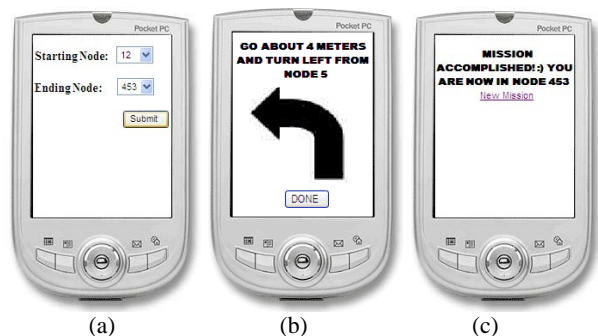 Pocket PC
Starting Node: 12
Ending Node: 453
Submit
(a)
Pocket PC
GO ABOUT 4 METERS
AND TURN LEFT FROM
NODE 5
DONE
(b)
Pocket PC
MISSION
ACCOMPLISHED!:) YOU
ARE NOW IN NODE 453
New Mission
(c)